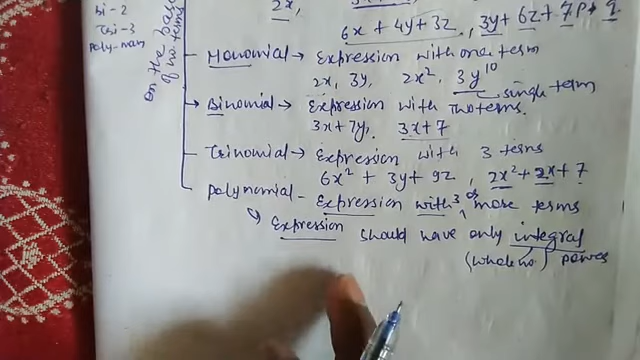 Bi-2
Tri-3
Poly-many
on the basis
of no. terms
2x,
6x + 4y + 3z , 3y + 6z + 7p + 9.
Monomial → Expression with one term
2x, 3y, 2x², 3y¹⁰
single term
Binomial → Expression with Two terms.
3x + 7y, 3x + 7
Trinomial → Expression with 3 terms
6x² + 3y + 9z , 2x² + 2x + 7
Polynomial - Expression with 3 or more terms
Expression should have only integral
(whole no.) powers